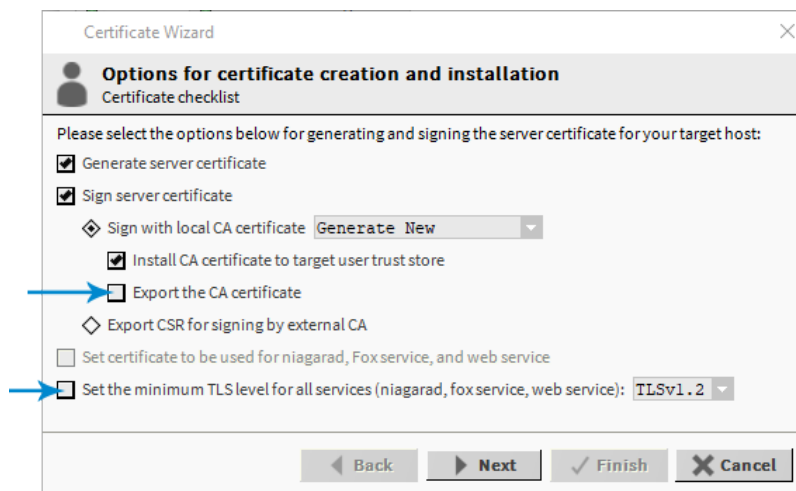 Certificate Wizard
Options for certificate creation and installation
Certificate checklist
Please select the options below for generating and signing the server certificate for your target host:
Generate server certificate
Sign server certificate
Sign with local CA certificate Generate New
Install CA certificate to target user trust store
Export the CA certificate
Export CSR for signing by external CA
Set certificate to be used for niagarad, Fox service, and web service
Set the minimum TLS level for all services (niagarad, fox service, web service): TLSv1.2
Back Next Finish Cancel